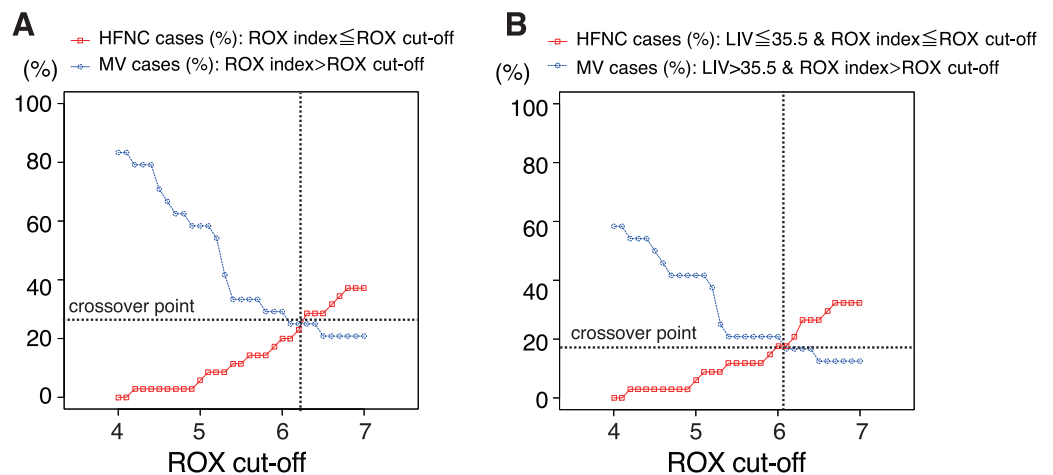 A
HFNC cases (%): ROX index≦ROX cut-off
MV cases (%): ROX index>ROX cut-off
(%)
100
80
60
40
20
0
crossover point
4 5 6 7
ROX cut-off
B
HFNC cases (%): LIV≦35.5 & ROX index≦ROX cut-off
MV cases (%): LIV>35.5 & ROX index>ROX cut-off
(%)
100
80
60
40
20
0
crossover point
4 5 6 7
ROX cut-off